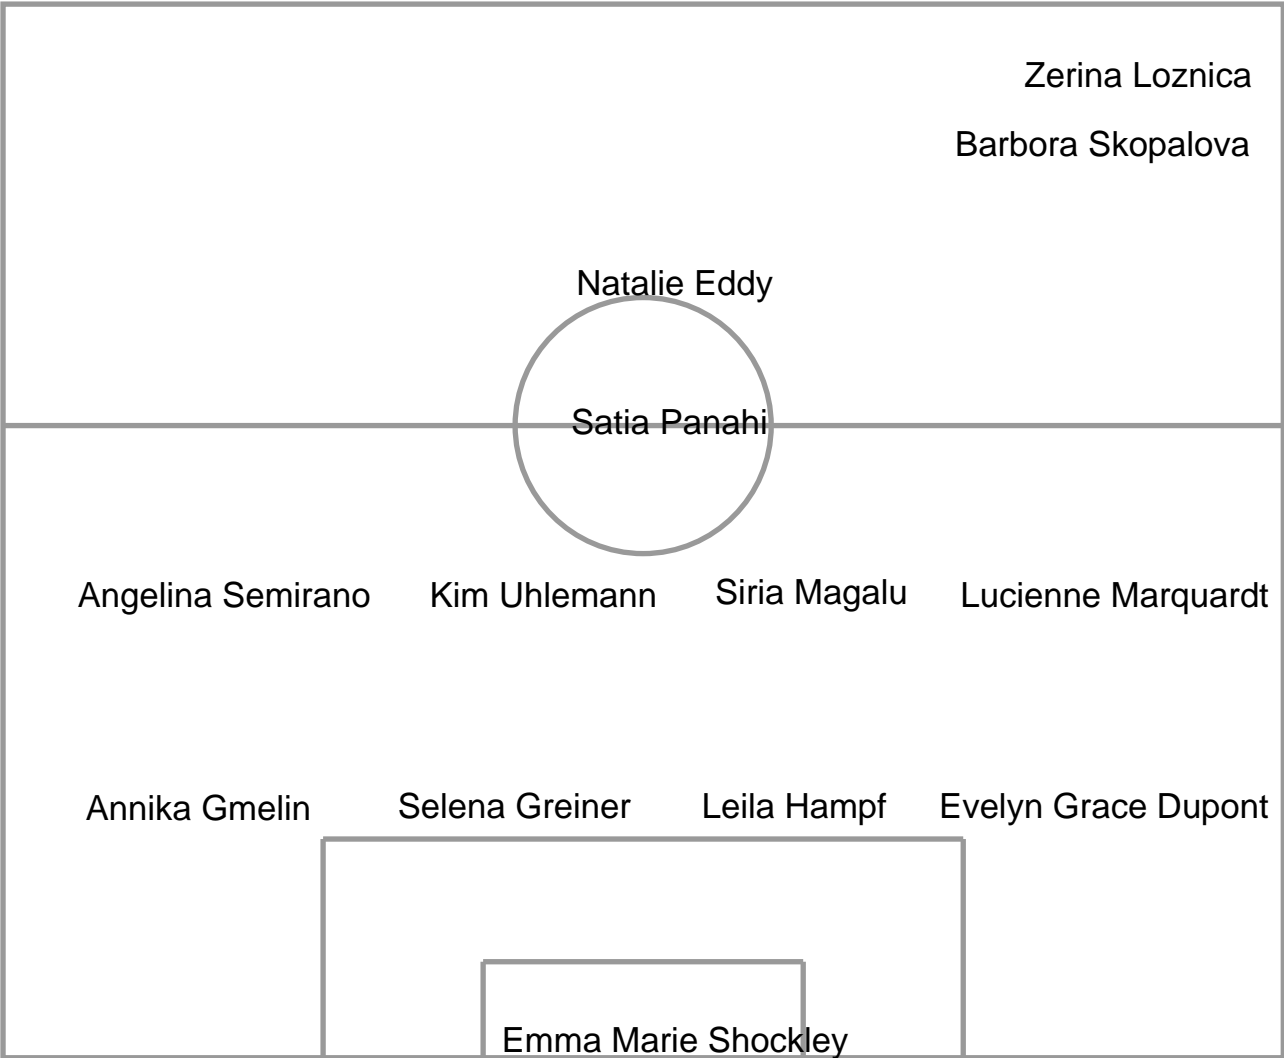 Zerina Loznica
Barbora Skopalova
Natalie Eddy
Satia Panahi
Angelina Semirano Kim Uhlemann Siria Magalu Lucienne Marquardt
Annika Gmelin Selena Greiner Leila Hampf Evelyn Grace Dupont
Emma Marie Shockley